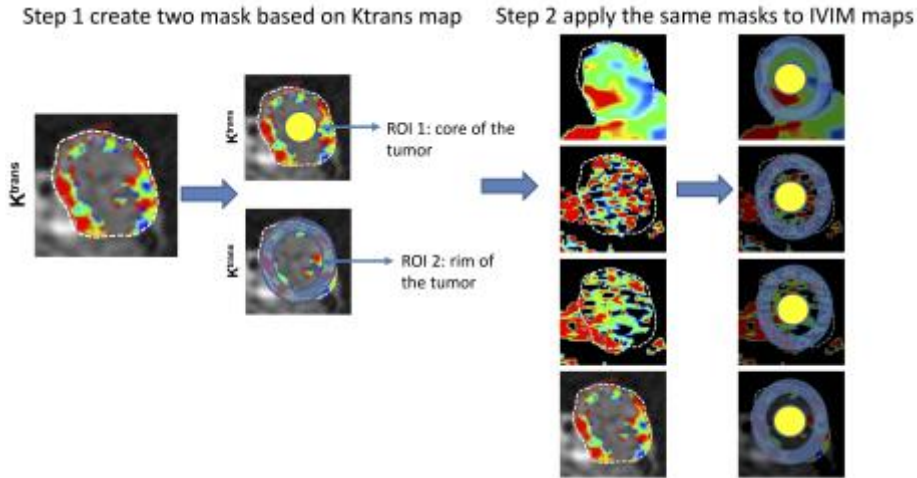 Step 1 create two mask based on Ktrans map
Step 2 apply the same masks to IVIM maps
Ktrans
Ktrans
ROI 1: core of the
tumor
Ktrans
ROI 2: rim of
the tumor